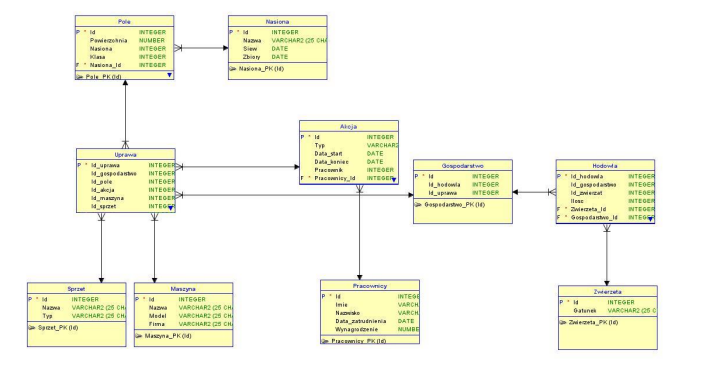 Pole
P * Id INTEGER
Powierzchnia NUMBER
Nasiona INTEGER
Klasa INTEGER
F * Nasiona_Id INTEGER
Pole_PK (Id)
Nasiona
P * Id INTEGER
Nazwa VARCHAR2 (25 CHA
Siew DATE
Zbiory DATE
Nasiona_PK (Id)
Akcja
P * Id INTEGER
Typ VARCHAR2
Data_start DATE
Data_koniec DATE
Pracownik INTEGER
F * Pracownicy_Id INTEGER
Uprawa
P * Id_uprawa INTEGER
Id_gospodastwo INTEGER
Id_pole INTEGER
Id_akcja INTEGER
Id_maszyna INTEGER
Id_sprzet INTEGER
Gospodarstwo
P * Id INTEGER
Id_hodowla INTEGER
Id_uprawa INTEGER
Gospodarstwo_PK (Id)
Hodowla
P * Id_hodowla INTEGER
Id_gospodastwo INTEGER
Id_zwierzat INTEGER
Ilosc INTEGER
F * Zwierzeta_Id INTEGER
F * Gospodarstwo_Id INTEGER
Sprzet
P * Id INTEGER
Nazwa VARCHAR2 (25 CHA
Typ VARCHAR2 (25 CHA
Sprzet_PK (Id)
Maszyna
P * Id INTEGER
Nazwa VARCHAR2 (25 CHA
Model VARCHAR2 (25 CHA
Firma VARCHAR2 (25 CHA
Maszyna_PK (Id)
Pracownicy
P * Id INTEGE
Imie VARCH
Nazwisko VARCH
Data_zatrudnienia DATE
Wynagrodzenie NUMBE
Pracownicy_PK (Id)
Zwierzeta
P * Id INTEGER
Gatunek VARCHAR2 (25 C
Zwierzeta_PK (Id)